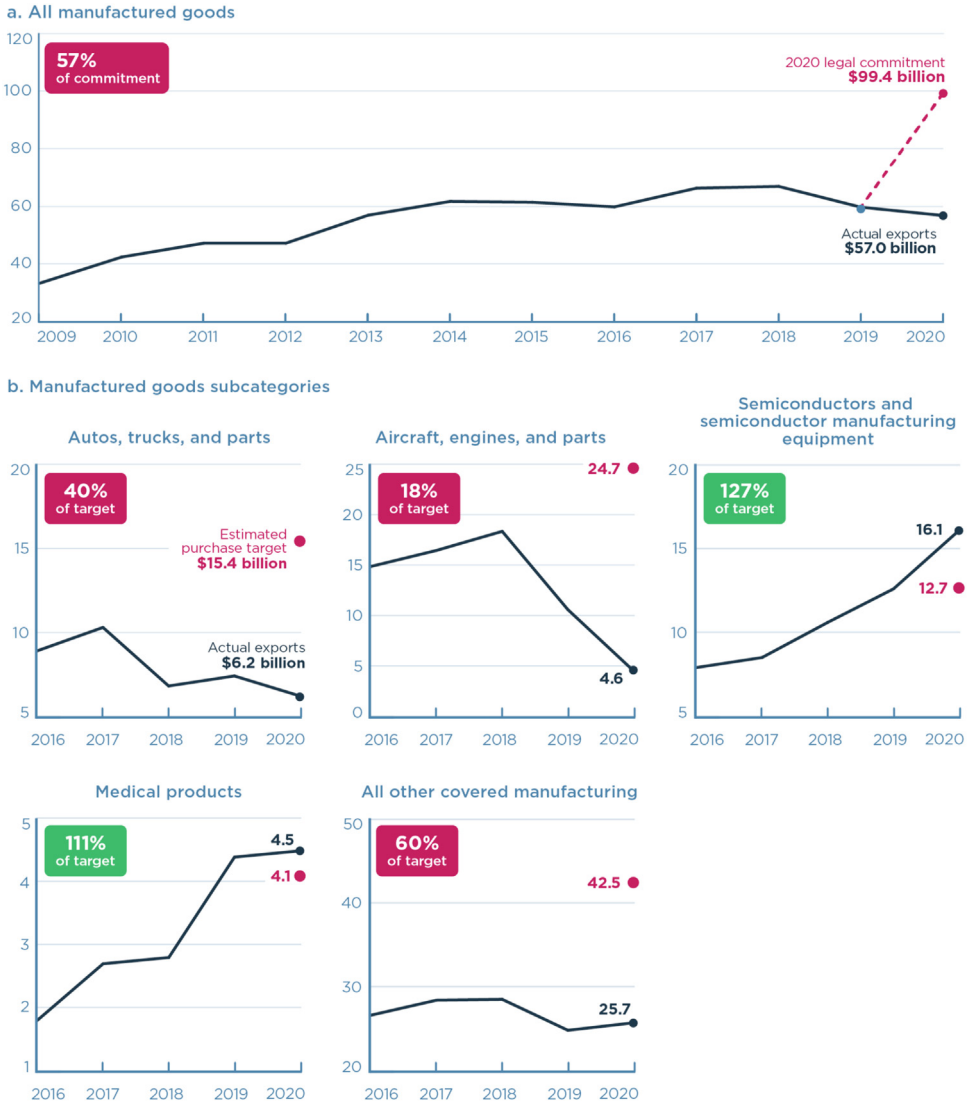 a. All manufactured goods
120
100
80
60
40
20
57%
of commitment
2020 legal commitment
$99.4 billion
Actual exports
$57.0 billion
2009 2010 2011 2012 2013 2014 2015 2016 2017 2018 2019 2020
b. Manufactured goods subcategories
Autos, trucks, and parts
20
15
10
5
40%
of target
Estimated
purchase target
$15.4 billion
Actual exports
$6.2 billion
2016 2017 2018 2019 2020
Aircraft, engines, and parts
25
20
15
10
5
0
18%
of target
24.7
4.6
2016 2017 2018 2019 2020
Semiconductors and
semiconductor manufacturing
equipment
20
15
10
5
127%
of target
16.1
12.7
2016 2017 2018 2019 2020
Medical products
5
4
3
2
1
111%
of target
4.5
4.1
2016 2017 2018 2019 2020
All other covered manufacturing
50
40
30
20
60%
of target
42.5
25.7
2016 2017 2018 2019 2020